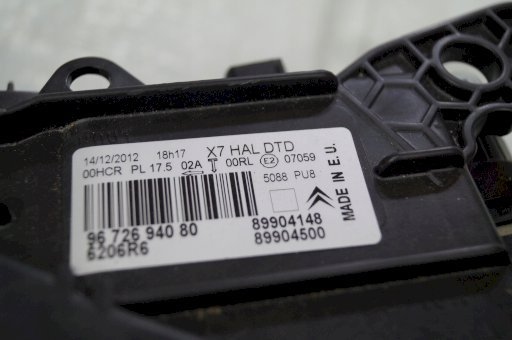 14/12/2012 18h17 X7 HAL DTD
00HCR PL 17.5 02A 00RL E2 07059
5088 PU8
96 726 940 80 89904148
6206R6 89904500
MADE IN E.U.